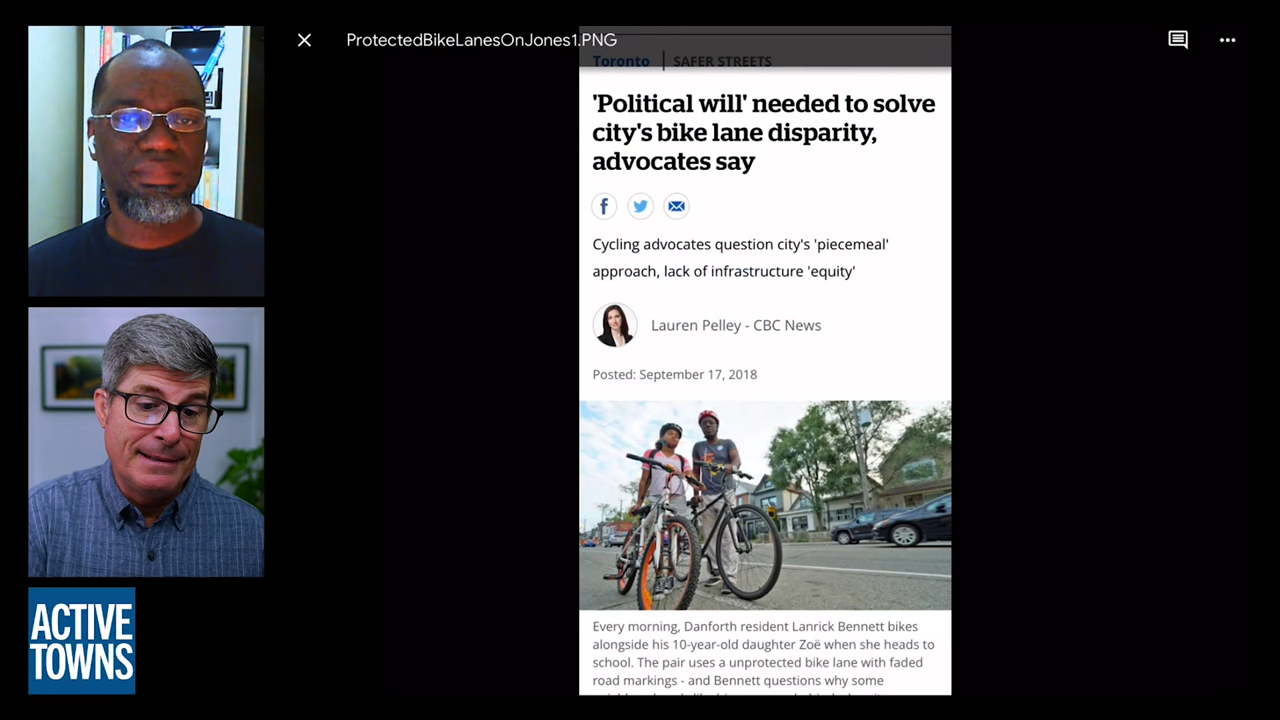 ProtectedBikeLanesOnJones1.PNG
Toronto | SAFER STREETS
'Political will' needed to solve
city's bike lane disparity,
advocates say
Cycling advocates question city's 'piecemeal'
approach, lack of infrastructure 'equity'
Lauren Pelley - CBC News
Posted: September 17, 2018
Every morning, Danforth resident Lanrick Bennett bikes
alongside his 10-year-old daughter Zoë when she heads to
school. The pair uses a unprotected bike lane with faded
road markings - and Bennett questions why some
ACTIVE
TOWNS